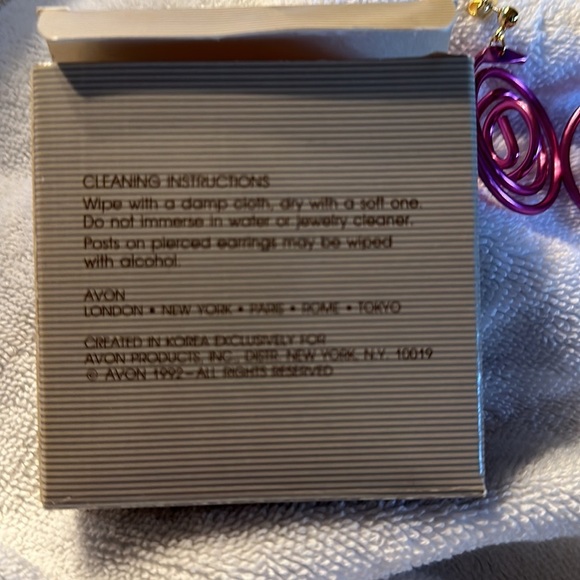 CLEANING INSTRUCTIONS
Wipe with a damp cloth, dry with a soft one.
Do not immerse in water or jewelry cleaner.
Posts on pierced earrings may be wiped
with alcohol.
AVON
LONDON • NEW YORK • PARIS • ROME • TOKYO
CREATED IN KOREA EXCLUSIVELY FOR
AVON PRODUCTS, INC., DISTR. NEW YORK, N.Y. 10019
© AVON 1992–ALL RIGHTS RESERVED